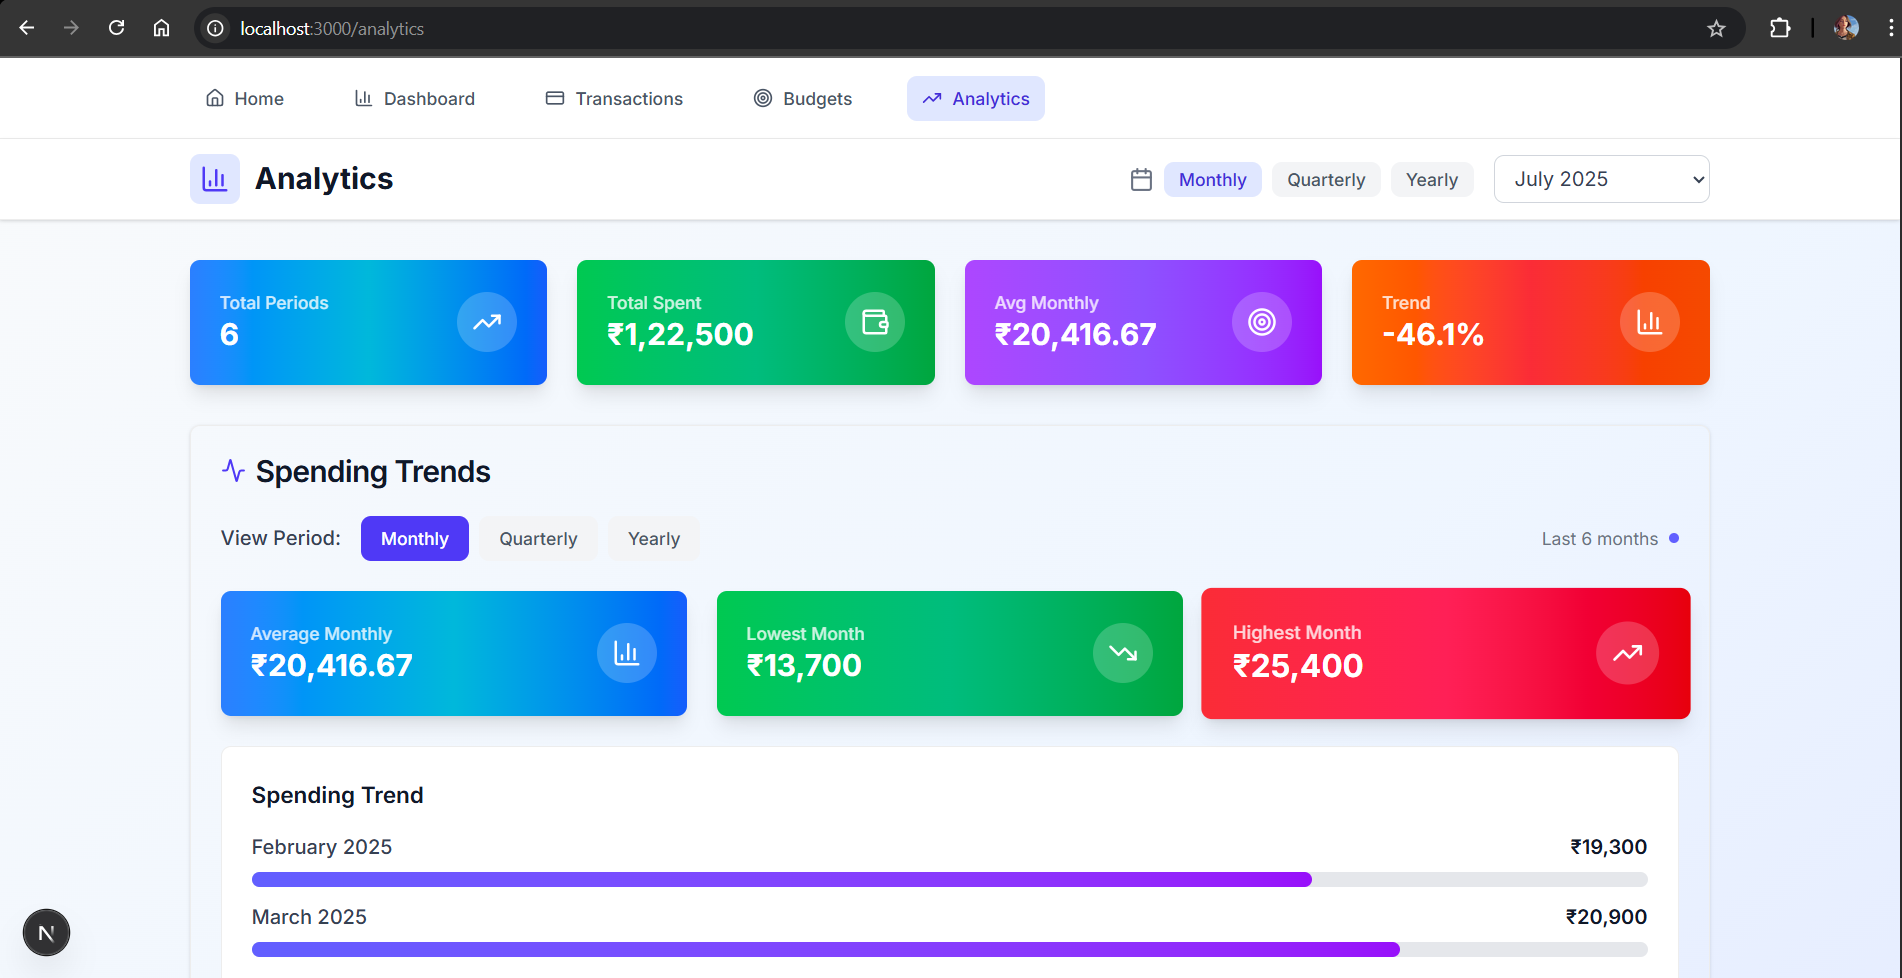 localhost:3000/analytics
Home Dashboard Transactions Budgets Analytics
Analytics Monthly Quarterly Yearly July 2025
Total Periods
6
Total Spent
₹1,22,500
Avg Monthly
₹20,416.67
Trend
-46.1%
Spending Trends
View Period: Monthly Quarterly Yearly Last 6 months
Average Monthly
₹20,416.67
Lowest Month
₹13,700
Highest Month
₹25,400
Spending Trend
February 2025 ₹19,300
March 2025 ₹20,900
N